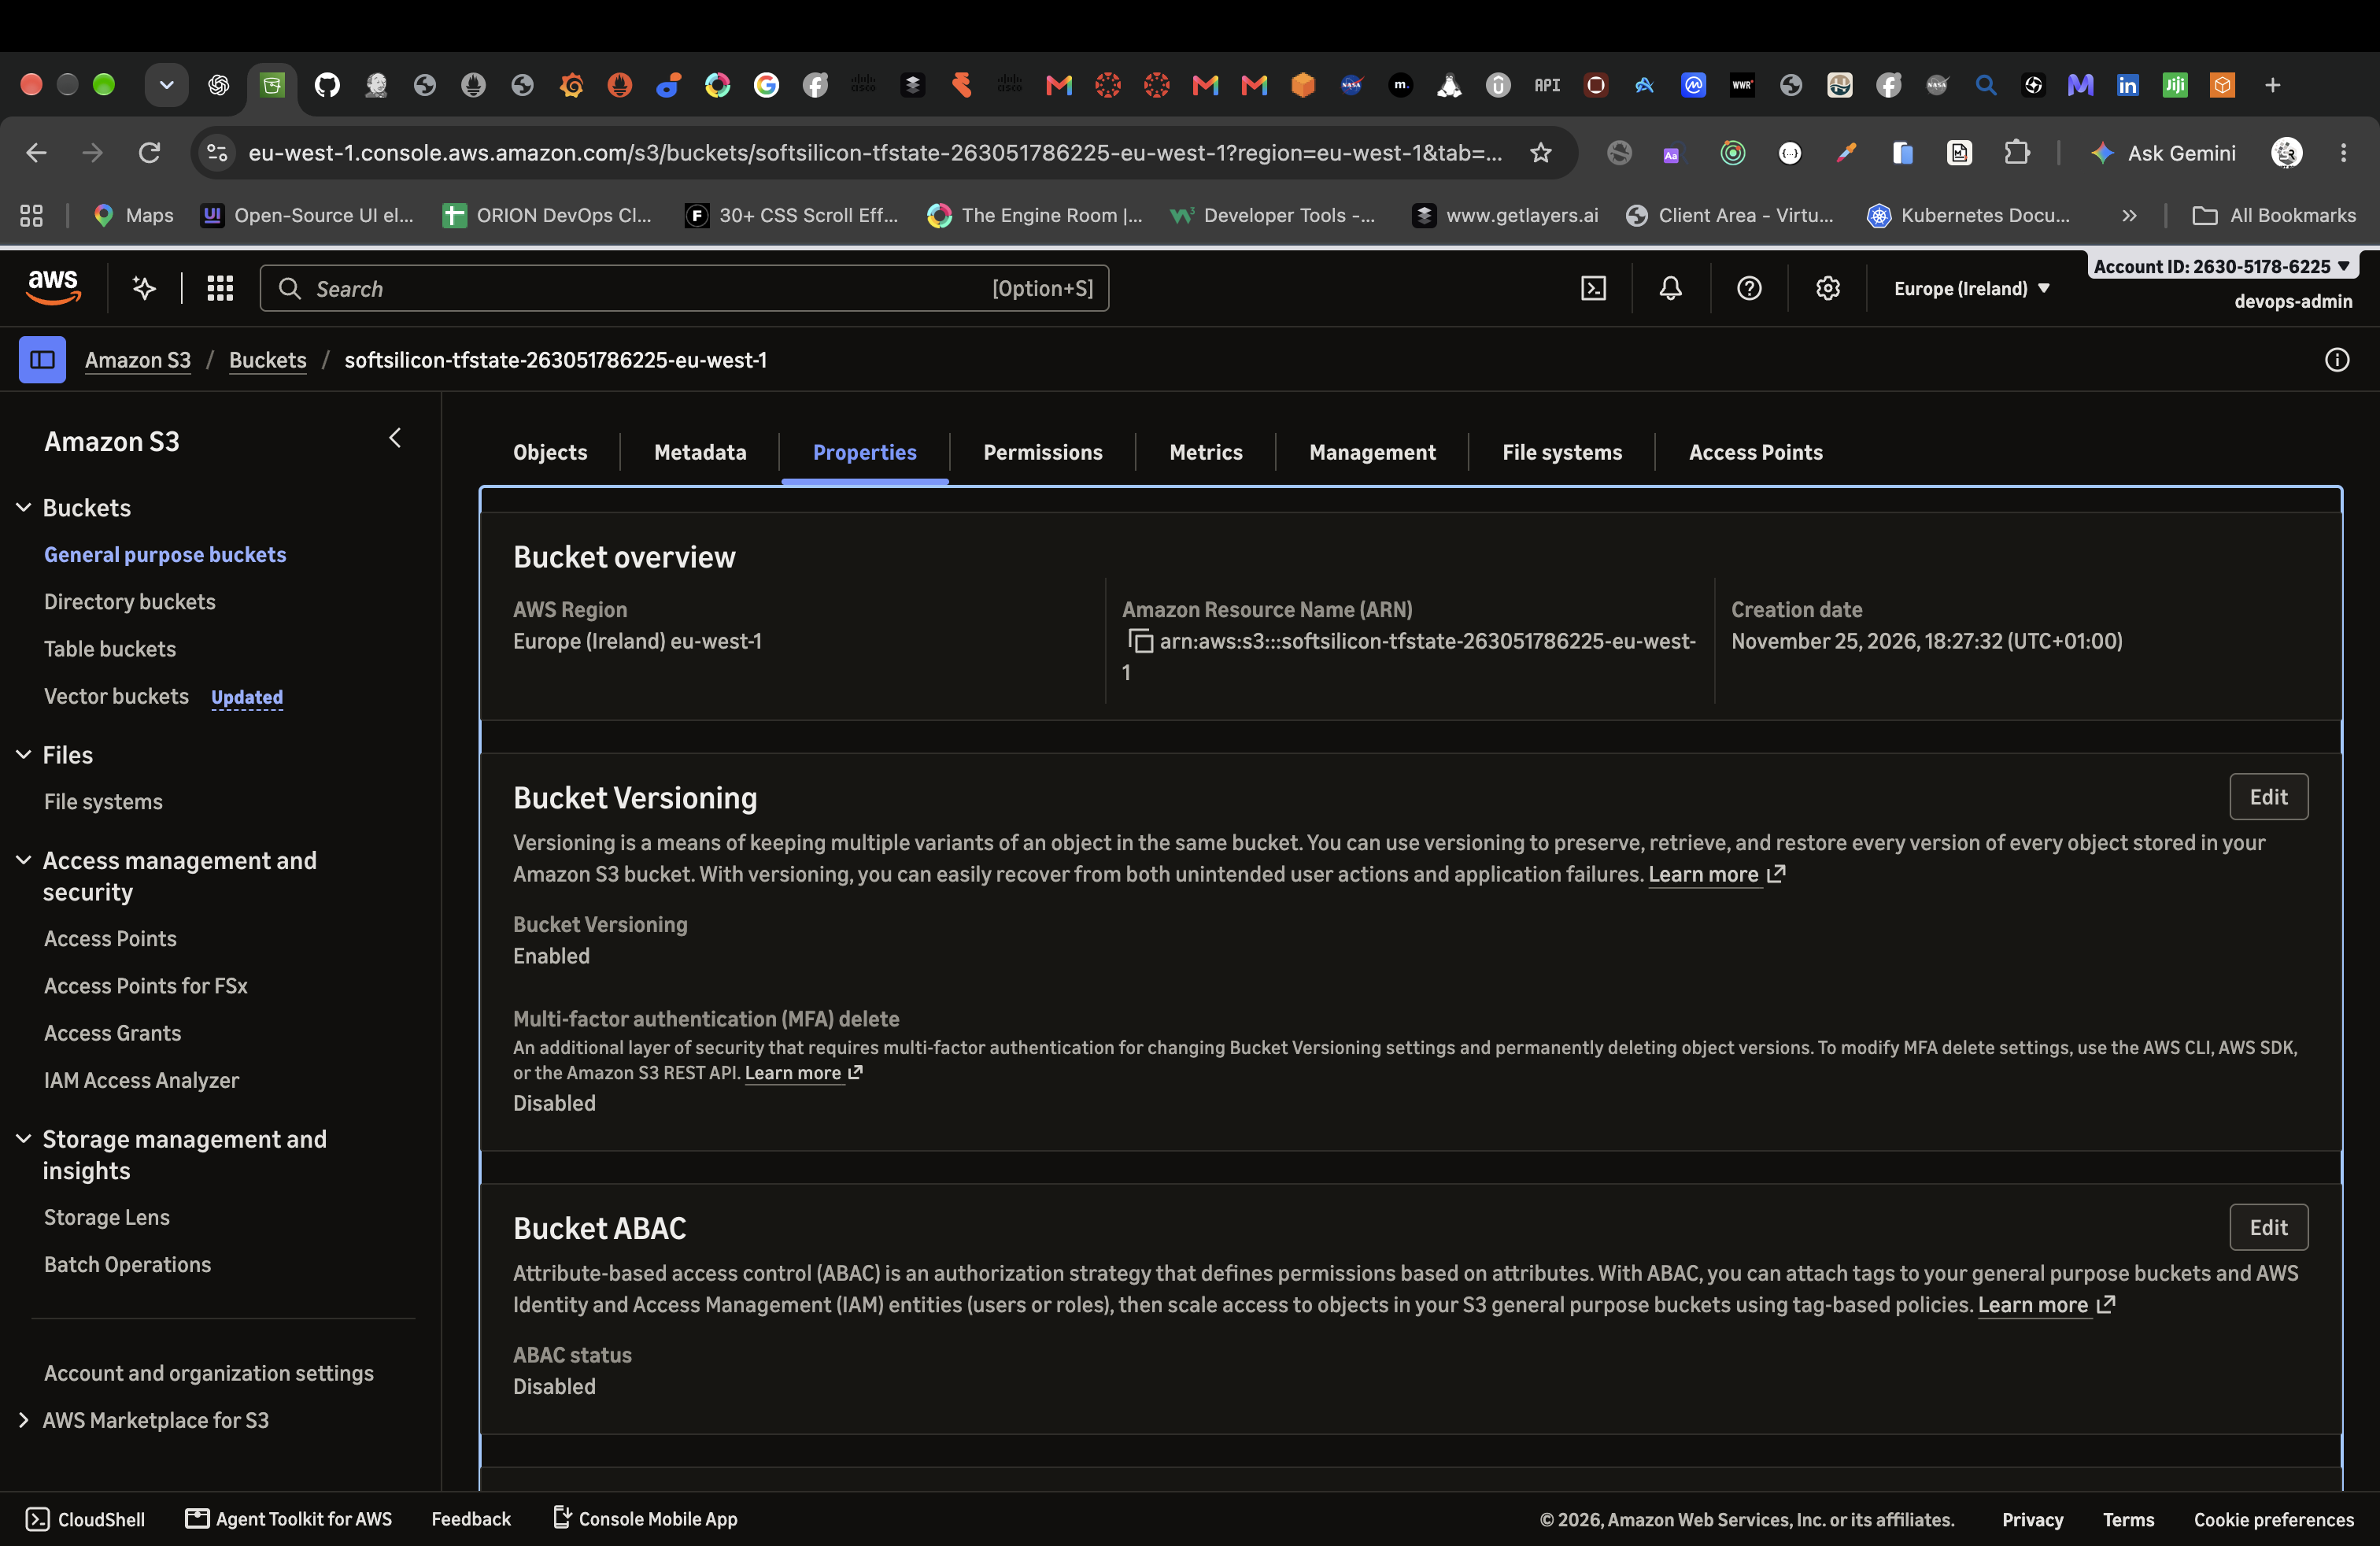 API
m.
WWR
NASA
in
Jiji
eu-west-1.console.aws.amazon.com/s3/buckets/softsilicon-tfstate-263051786225-eu-west-1?region=eu-west-1&tab=...
Aa
Ask Gemini
Maps
UI Open-Source UI el...
ORION DevOps Cl...
F 30+ CSS Scroll Eff...
The Engine Room |...
Developer Tools -...
www.getlayers.ai
Client Area - Virtu...
Kubernetes Docu...
»
All Bookmarks
aws
Search
[Option+S]
Europe (Ireland)
Account ID: 2630-5178-6225
devops-admin
Amazon S3 / Buckets / softsilicon-tfstate-263051786225-eu-west-1
Amazon S3
Buckets
General purpose buckets
Directory buckets
Table buckets
Vector buckets Updated
Files
File systems
Access management and
security
Access Points
Access Points for FSx
Access Grants
IAM Access Analyzer
Storage management and
insights
Storage Lens
Batch Operations
Account and organization settings
AWS Marketplace for S3
Objects
Metadata
Properties
Permissions
Metrics
Management
File systems
Access Points
Bucket overview
AWS Region
Europe (Ireland) eu-west-1
Amazon Resource Name (ARN)
arn:aws:s3:::softsilicon-tfstate-263051786225-eu-west-
1
Creation date
November 25, 2026, 18:27:32 (UTC+01:00)
Bucket Versioning
Edit
Versioning is a means of keeping multiple variants of an object in the same bucket. You can use versioning to preserve, retrieve, and restore every version of every object stored in your
Amazon S3 bucket. With versioning, you can easily recover from both unintended user actions and application failures. Learn more
Bucket Versioning
Enabled
Multi-factor authentication (MFA) delete
An additional layer of security that requires multi-factor authentication for changing Bucket Versioning settings and permanently deleting object versions. To modify MFA delete settings, use the AWS CLI, AWS SDK,
or the Amazon S3 REST API. Learn more
Disabled
Bucket ABAC
Edit
Attribute-based access control (ABAC) is an authorization strategy that defines permissions based on attributes. With ABAC, you can attach tags to your general purpose buckets and AWS
Identity and Access Management (IAM) entities (users or roles), then scale access to objects in your S3 general purpose buckets using tag-based policies. Learn more
ABAC status
Disabled
CloudShell
Agent Toolkit for AWS
Feedback
Console Mobile App
© 2026, Amazon Web Services, Inc. or its affiliates.
Privacy
Terms
Cookie preferences